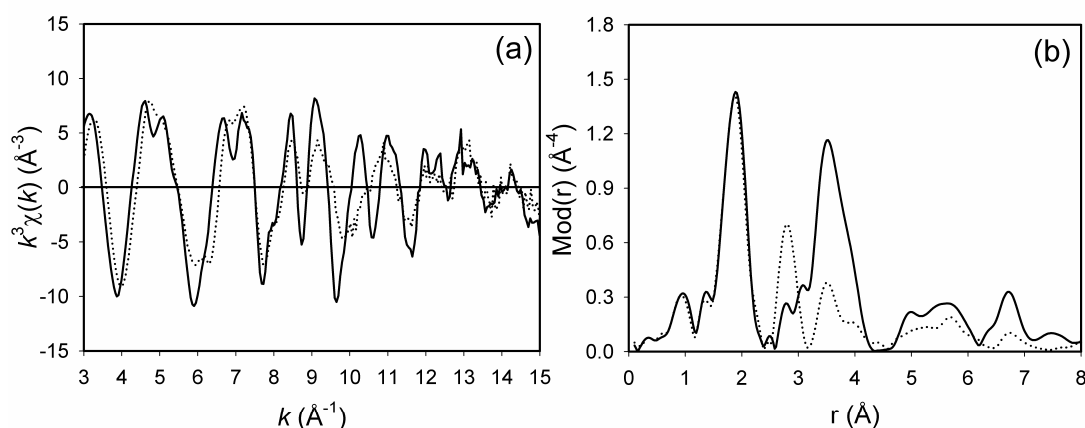 (a)
15
10
5
0
-5
-10
-15
k³χ(k) (Å⁻³)
3 4 5 6 7 8 9 10 11 12 13 14 15
k (Å⁻¹)
(b)
1.8
1.5
1.2
0.9
0.6
0.3
0.0
Mod(r) (Å⁻⁴)
0 1 2 3 4 5 6 7 8
r (Å)